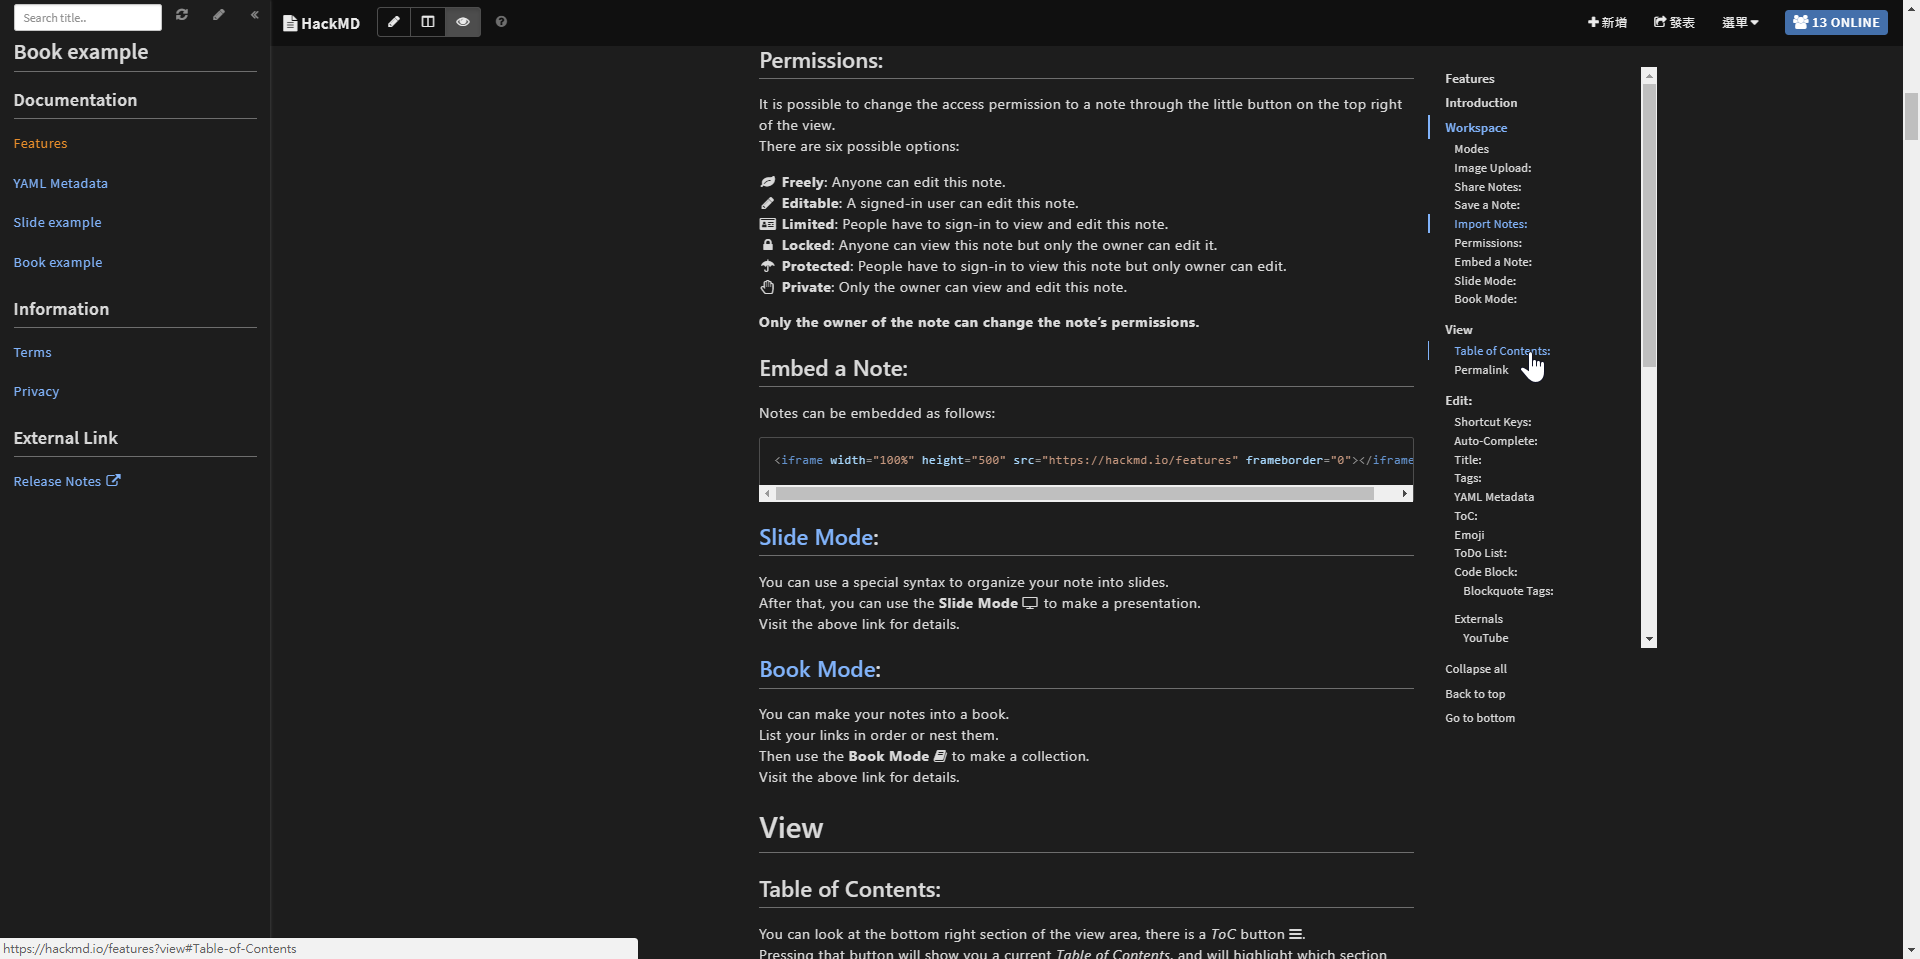 Search title..
Book example
Documentation
Features
YAML Metadata
Slide example
Book example
Information
Terms
Privacy
External Link
Release Notes
HackMD
新增
發表
選單
13 ONLINE
Permissions:
It is possible to change the access permission to a note through the little button on the top right
of the view.
There are six possible options:
Freely: Anyone can edit this note.
Editable: A signed-in user can edit this note.
Limited: People have to sign-in to view and edit this note.
Locked: Anyone can view this note but only the owner can edit it.
Protected: People have to sign-in to view this note but only owner can edit.
Private: Only the owner can view and edit this note.
Only the owner of the note can change the note’s permissions.
Embed a Note:
Notes can be embedded as follows:
<iframe width="100%" height="500" src="https://hackmd.io/features" frameborder="0"></iframe
Slide Mode:
You can use a special syntax to organize your note into slides.
After that, you can use the Slide Mode to make a presentation.
Visit the above link for details.
Book Mode:
You can make your notes into a book.
List your links in order or nest them.
Then use the Book Mode to make a collection.
Visit the above link for details.
View
Table of Contents:
You can look at the bottom right section of the view area, there is a ToC button.
Pressing that button will show you a current Table of Contents, and will highlight which section
Features
Introduction
Workspace
Modes
Image Upload:
Share Notes:
Save a Note:
Import Notes:
Permissions:
Embed a Note:
Slide Mode:
Book Mode:
View
Table of Contents:
Permalink
Edit:
Shortcut Keys:
Auto-Complete:
Title:
Tags:
YAML Metadata
ToC:
Emoji
ToDo List:
Code Block:
Blockquote Tags:
Externals
YouTube
Collapse all
Back to top
Go to bottom
https://hackmd.io/features?view#Table-of-Contents